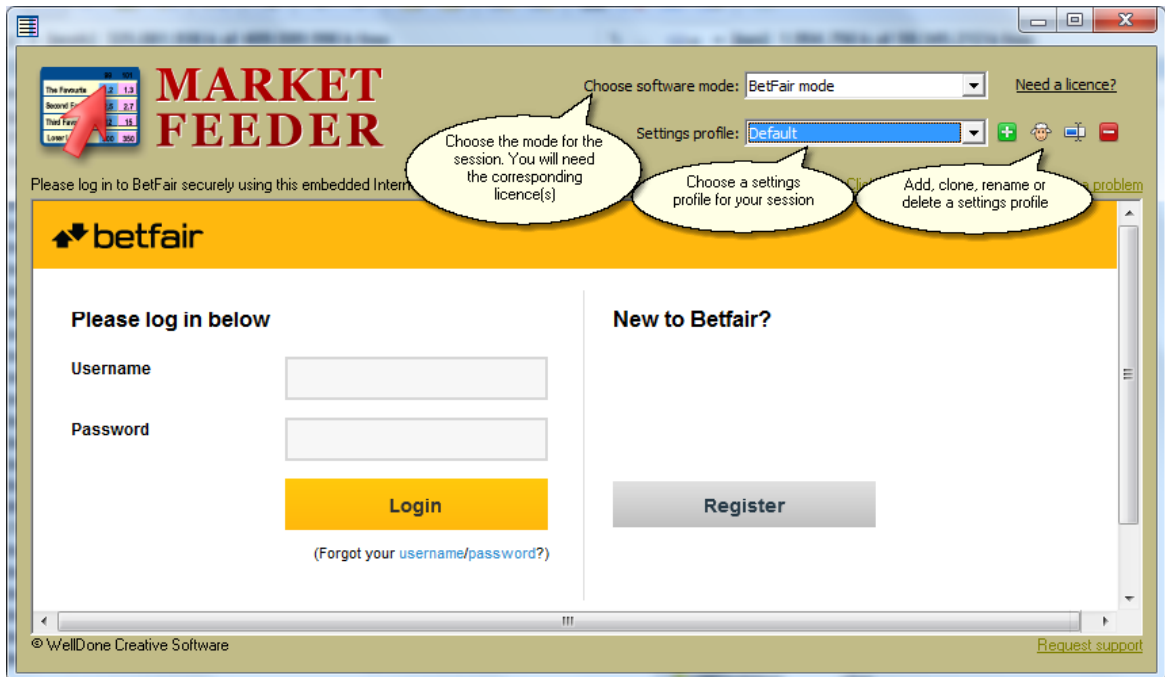 MARKET
FEEDER
Choose software mode: BetFair mode
Need a licence?
Settings profile: Default
Choose the mode for the
session. You will need
the corresponding
licence(s)
Choose a settings
profile for your session
Add, clone, rename or
delete a settings profile
Please log in to BetFair securely using this embedded Intern
problem
betfair
Please log in below
New to Betfair?
Username
Password
Login
Register
(Forgot your username/password?)
© WellDone Creative Software
Request support